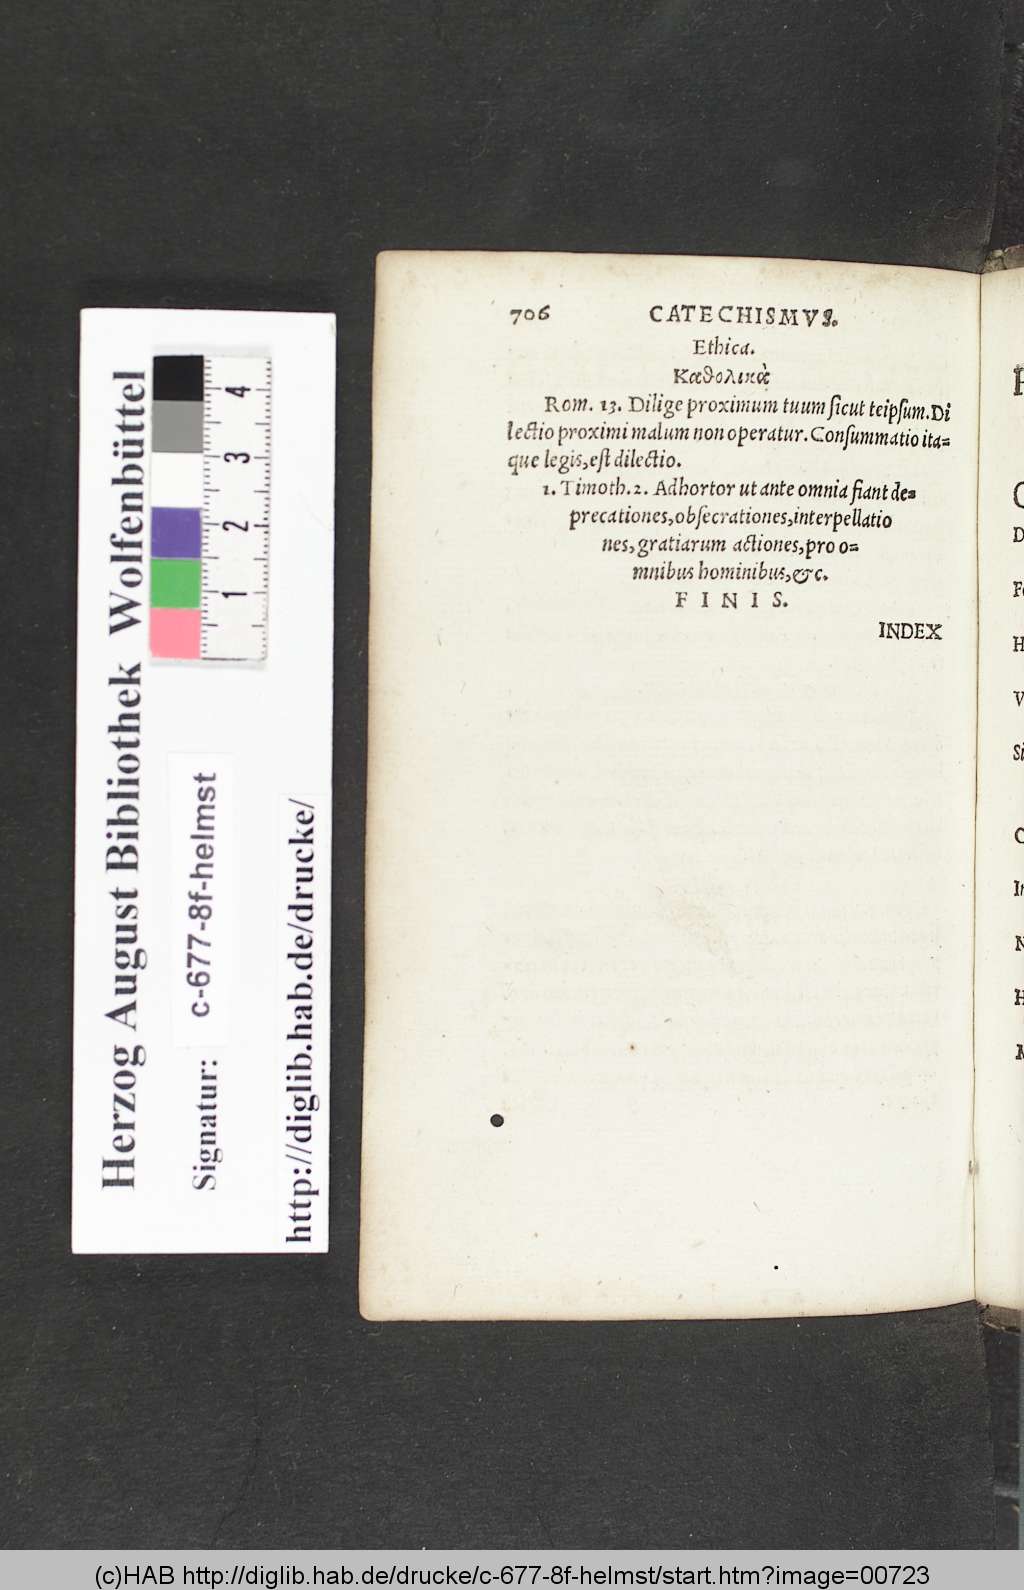 706 CATECHISMVS.
Ethica.
Καθολικὰ
Rom. 13. Dilige proximum tuum ſicut teipſum. Di
lectio proximi malum non operatur. Conſummatio ita=
que legis, eſt dilectio.
1. Timoth. 2. Adhortor ut ante omnia fiant de=
precationes, obſecrationes, interpellatio
nes, gratiarum actiones, pro o=
mnibus hominibus, &c.
F I N I S.
INDEX
Herzog August Bibliothek Wolfenbüttel
Signatur: c-677-8f-helmst
http://diglib.hab.de/drucke/
4
3
2
1
(c)HAB http://diglib.hab.de/drucke/c-677-8f-helmst/start.htm?image=00723